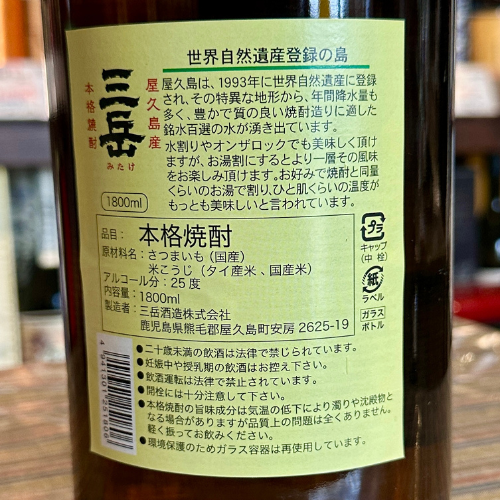 世界自然遺産登録の島
屋久島産
三岳
みたけ
本格焼酎
屋久島は、1993年に世界自然遺産に登録
され、その特異な地形から、年間降水量も
多く、豊かで質の良い焼酎造りに適した
銘水百選の水が湧き出ています。
水割りやオンザロックでも美味しく頂け
ますが、お湯割にするとより一層その風味
をお楽しみ頂けます。お好みで焼酎と同量
くらいのお湯で割り、ひと肌くらいの温度が
もっとも美味しいと言われています。
1800ml
品目: 本格焼酎
原材料名: さつまいも(国産)
米こうじ(タイ産米、国産米)
アルコール分: 25度
内容量: 1800ml
製造者: 三岳酒造株式会社
鹿児島県熊毛郡屋久島町安房 2625-19
プラ
キャップ
(中 栓)
紙
ラベル
ガラス
ボトル
●二十歳未満の飲酒は法律で禁じられています。
●妊娠中や授乳期の飲酒はお控え下さい。
●飲酒運転は法律で禁止されています。
●開栓には十分注意して下さい。
●本格焼酎の旨味成分は気温の低下により濁りや沈殿物と
なる場合がありますが品質上の問題は全くありません。
軽く振ってお飲みください。
●環境保護のためガラス容器は再使用しています。
4941301251806